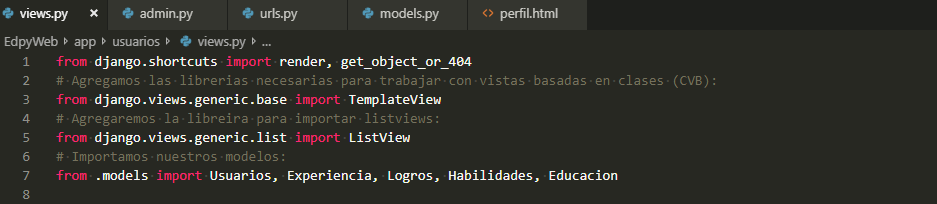 views.py × admin.py urls.py models.py <> perfil.html
EdpyWeb › app › usuarios › views.py › ...
1 from django.shortcuts import render, get_object_or_404
2 # Agregamos las librerias necesarias para trabajar con vistas basadas en clases (CVB):
3 from django.views.generic.base import TemplateView
4 # Agregaremos la libreira para importar listviews:
5 from django.views.generic.list import ListView
6 # Importamos nuestros modelos:
7 from .models import Usuarios, Experiencia, Logros, Habilidades, Educacion
8